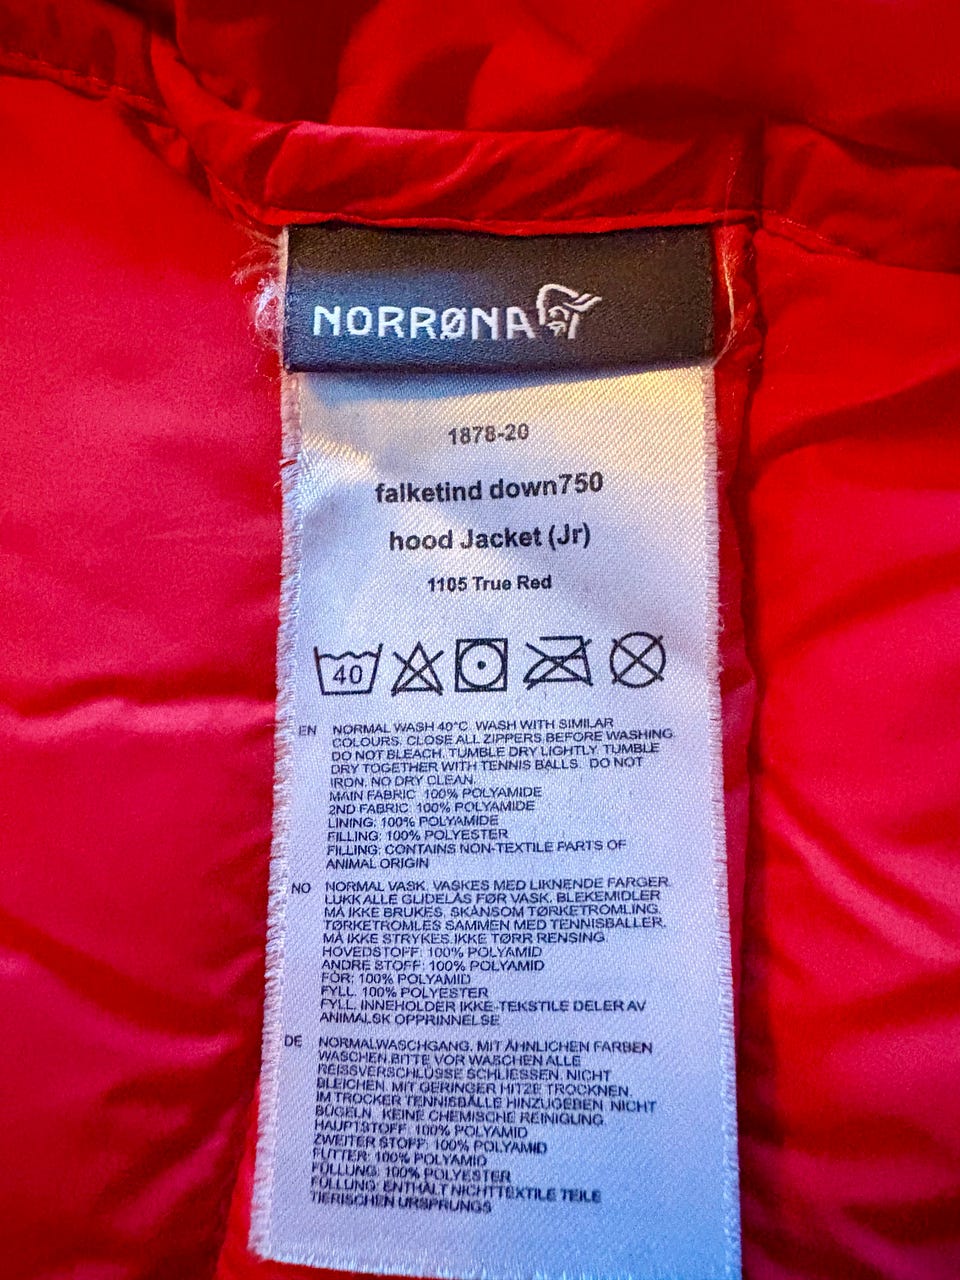 NORRØNA
1878-20
falketind down750
hood Jacket (Jr)
1105 True Red
40
EN NORMAL WASH 40°C. WASH WITH SIMILAR
COLOURS. CLOSE ALL ZIPPERS BEFORE WASHING.
DO NOT BLEACH. TUMBLE DRY LIGHTLY. TUMBLE
DRY TOGETHER WITH TENNIS BALLS. DO NOT
IRON. NO DRY CLEAN.
MAIN FABRIC: 100% POLYAMIDE
2ND FABRIC: 100% POLYAMIDE
LINING: 100% POLYAMIDE
FILLING: 100% POLYESTER
FILLING: CONTAINS NON-TEXTILE PARTS OF
ANIMAL ORIGIN
NO NORMAL VASK. VASKES MED LIKNENDE FARGER.
LUKK ALLE GLIDELÅS FØR VASK. BLEKEMIDLER
MÅ IKKE BRUKES. SKÅNSOM TØRKETROMLING.
TØRKETROMLES SAMMEN MED TENNISBALLER.
MÅ IKKE STRYKES.IKKE TØRR RENSING.
HOVEDSTOFF: 100% POLYAMID
ANDRE STOFF: 100% POLYAMID
FÔR: 100% POLYAMID
FYLL. 100% POLYESTER
FYLL. INNEHOLDER IKKE-TEKSTILE DELER AV
ANIMALSK OPPRINNELSE
DE NORMALWASCHGANG. MIT ÄHNLICHEN FARBEN
WASCHEN.BITTE VOR WASCHEN ALLE
REISSVERSCHLÜSSE SCHLIESSEN. NICHT
BLEICHEN. MIT GERINGER HITZE TROCKNEN.
IM TROCKER TENNISBÄLLE HINZUGEBEN. NICHT
BÜGELN. KEINE CHEMISCHE REINIGUNG.
HAUPTSTOFF: 100% POLYAMID
ZWEITER STOFF: 100% POLYAMID
FUTTER: 100% POLYAMID
FÜLLUNG: 100% POLYESTER
FÜLLUNG: ENTHÄLT NICHTTEXTILE TEILE
TIERISCHEN URSPRUNGS